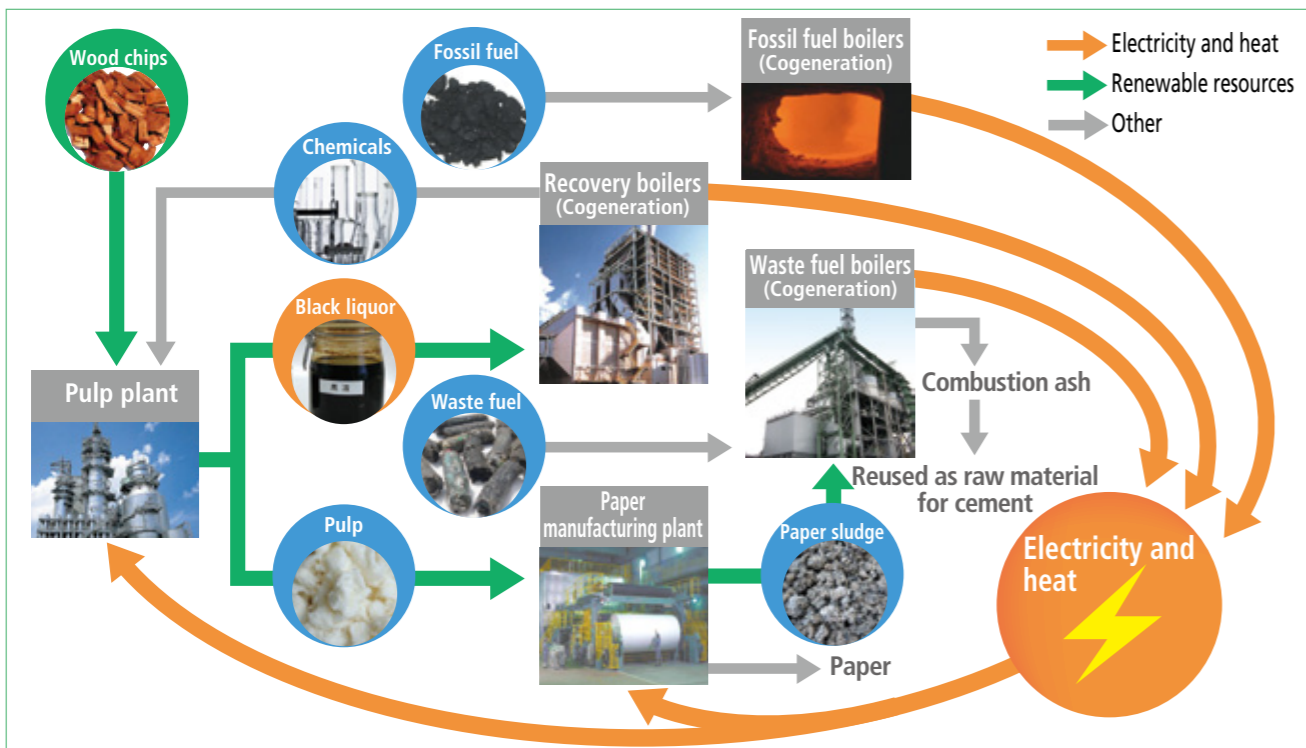 Wood chips
Fossil fuel
Fossil fuel boilers
(Cogeneration)
Electricity and heat
Renewable resources
Other
Chemicals
Recovery boilers
(Cogeneration)
Waste fuel boilers
(Cogeneration)
Black liquor
Pulp plant
Waste fuel
Combustion ash
Reused as raw material
for cement
Pulp
Paper
manufacturing plant
Paper sludge
Electricity and
heat
Paper